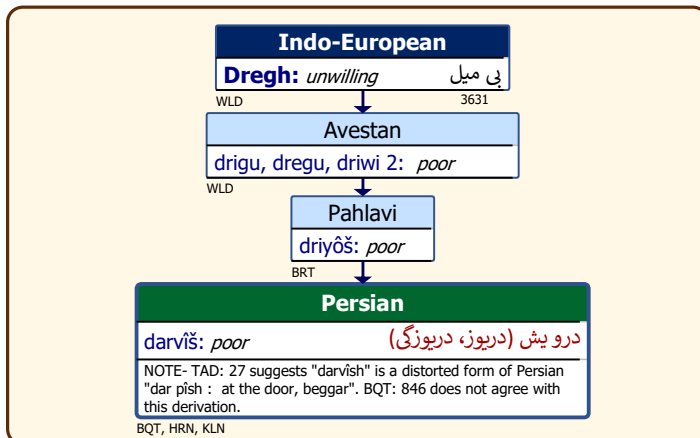 Indo-European
Dregh: unwilling بی میل
WLD 3631
Avestan
drigu, dregu, driwi 2: poor
WLD
Pahlavi
driyôš: poor
BRT
Persian
darvîš: poor درویش (دریوز، دریوزگی)
NOTE- TAD: 27 suggests "darvîsh" is a distorted form of Persian
"dar pîsh : at the door, beggar". BQT: 846 does not agree with
this derivation.
BQT, HRN, KLN